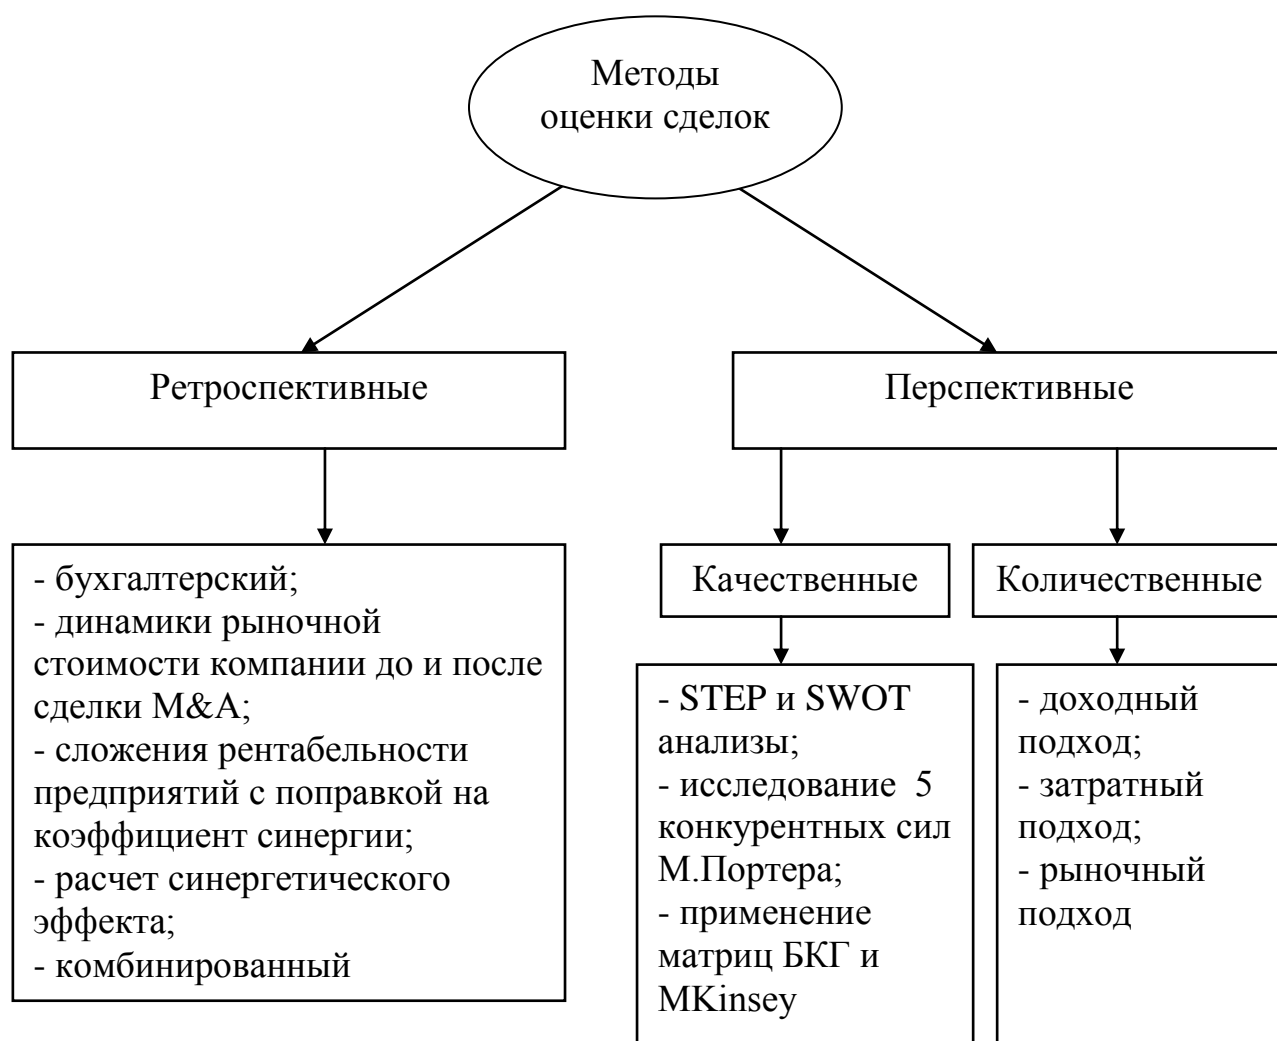 Методы
оценки сделок
Ретроспективные
Перспективные
- бухгалтерский;
- динамики рыночной
стоимости компании до и после
сделки M&A;
- сложения рентабельности
предприятий с поправкой на
коэффициент синергии;
- расчет синергетического
эффекта;
- комбинированный
Качественные
Количественные
- STEP и SWOT
анализы;
- исследование 5
конкурентных сил
М.Портера;
- применение
матриц БКГ и
MKinsey
- доходный
подход;
- затратный
подход;
- рыночный
подход